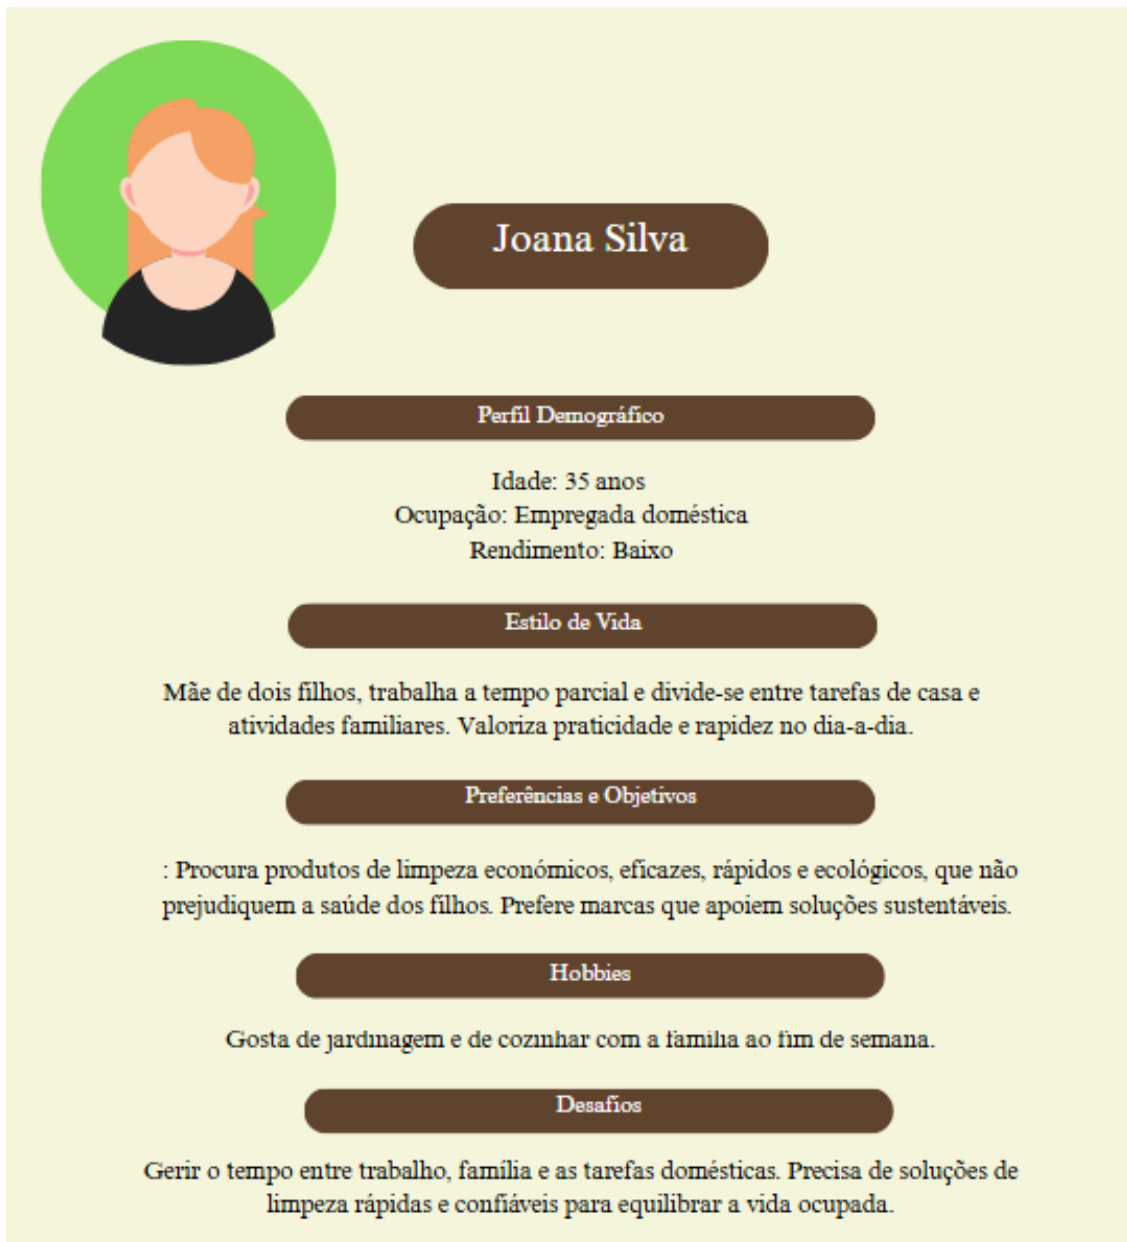 Joana Silva
Perfil Demográfico
Idade: 35 anos
Ocupação: Empregada doméstica
Rendimento: Baixo
Estilo de Vida
Mãe de dois filhos, trabalha a tempo parcial e divide-se entre tarefas de casa e
atividades familiares. Valoriza praticidade e rapidez no dia-a-dia.
Preferências e Objetivos
: Procura produtos de limpeza económicos, eficazes, rápidos e ecológicos, que não
prejudiquem a saúde dos filhos. Prefere marcas que apoiem soluções sustentáveis.
Hobbies
Gosta de jardinagem e de cozinhar com a família ao fim de semana.
Desafios
Gerir o tempo entre trabalho, família e as tarefas domésticas. Precisa de soluções de
limpeza rápidas e confiáveis para equilibrar a vida ocupada.